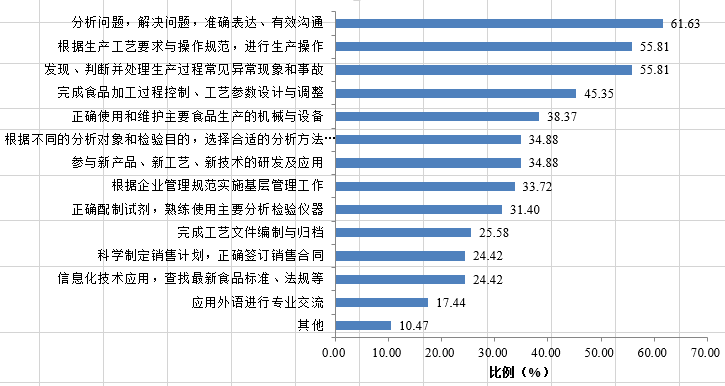 分析问题，解决问题，准确表达、有效沟通 61.63
根据生产工艺要求与操作规范，进行生产操作 55.81
发现、判断并处理生产过程常见异常现象和事故 55.81
完成食品加工过程控制、工艺参数设计与调整 45.35
正确使用和维护主要食品生产的机械与设备 38.37
根据不同的分析对象和检验目的，选择合适的分析方法… 34.88
参与新产品、新工艺、新技术的研发及应用 34.88
根据企业管理规范实施基层管理工作 33.72
正确配制试剂，熟练使用主要分析检验仪器 31.40
完成工艺文件编制与归档 25.58
科学制定销售计划，正确签订销售合同 24.42
信息化技术应用，查找最新食品标准、法规等 24.42
应用外语进行专业交流 17.44
其他 10.47
0.00 10.00 20.00 30.00 40.00 50.00 60.00 70.00
比例（%）